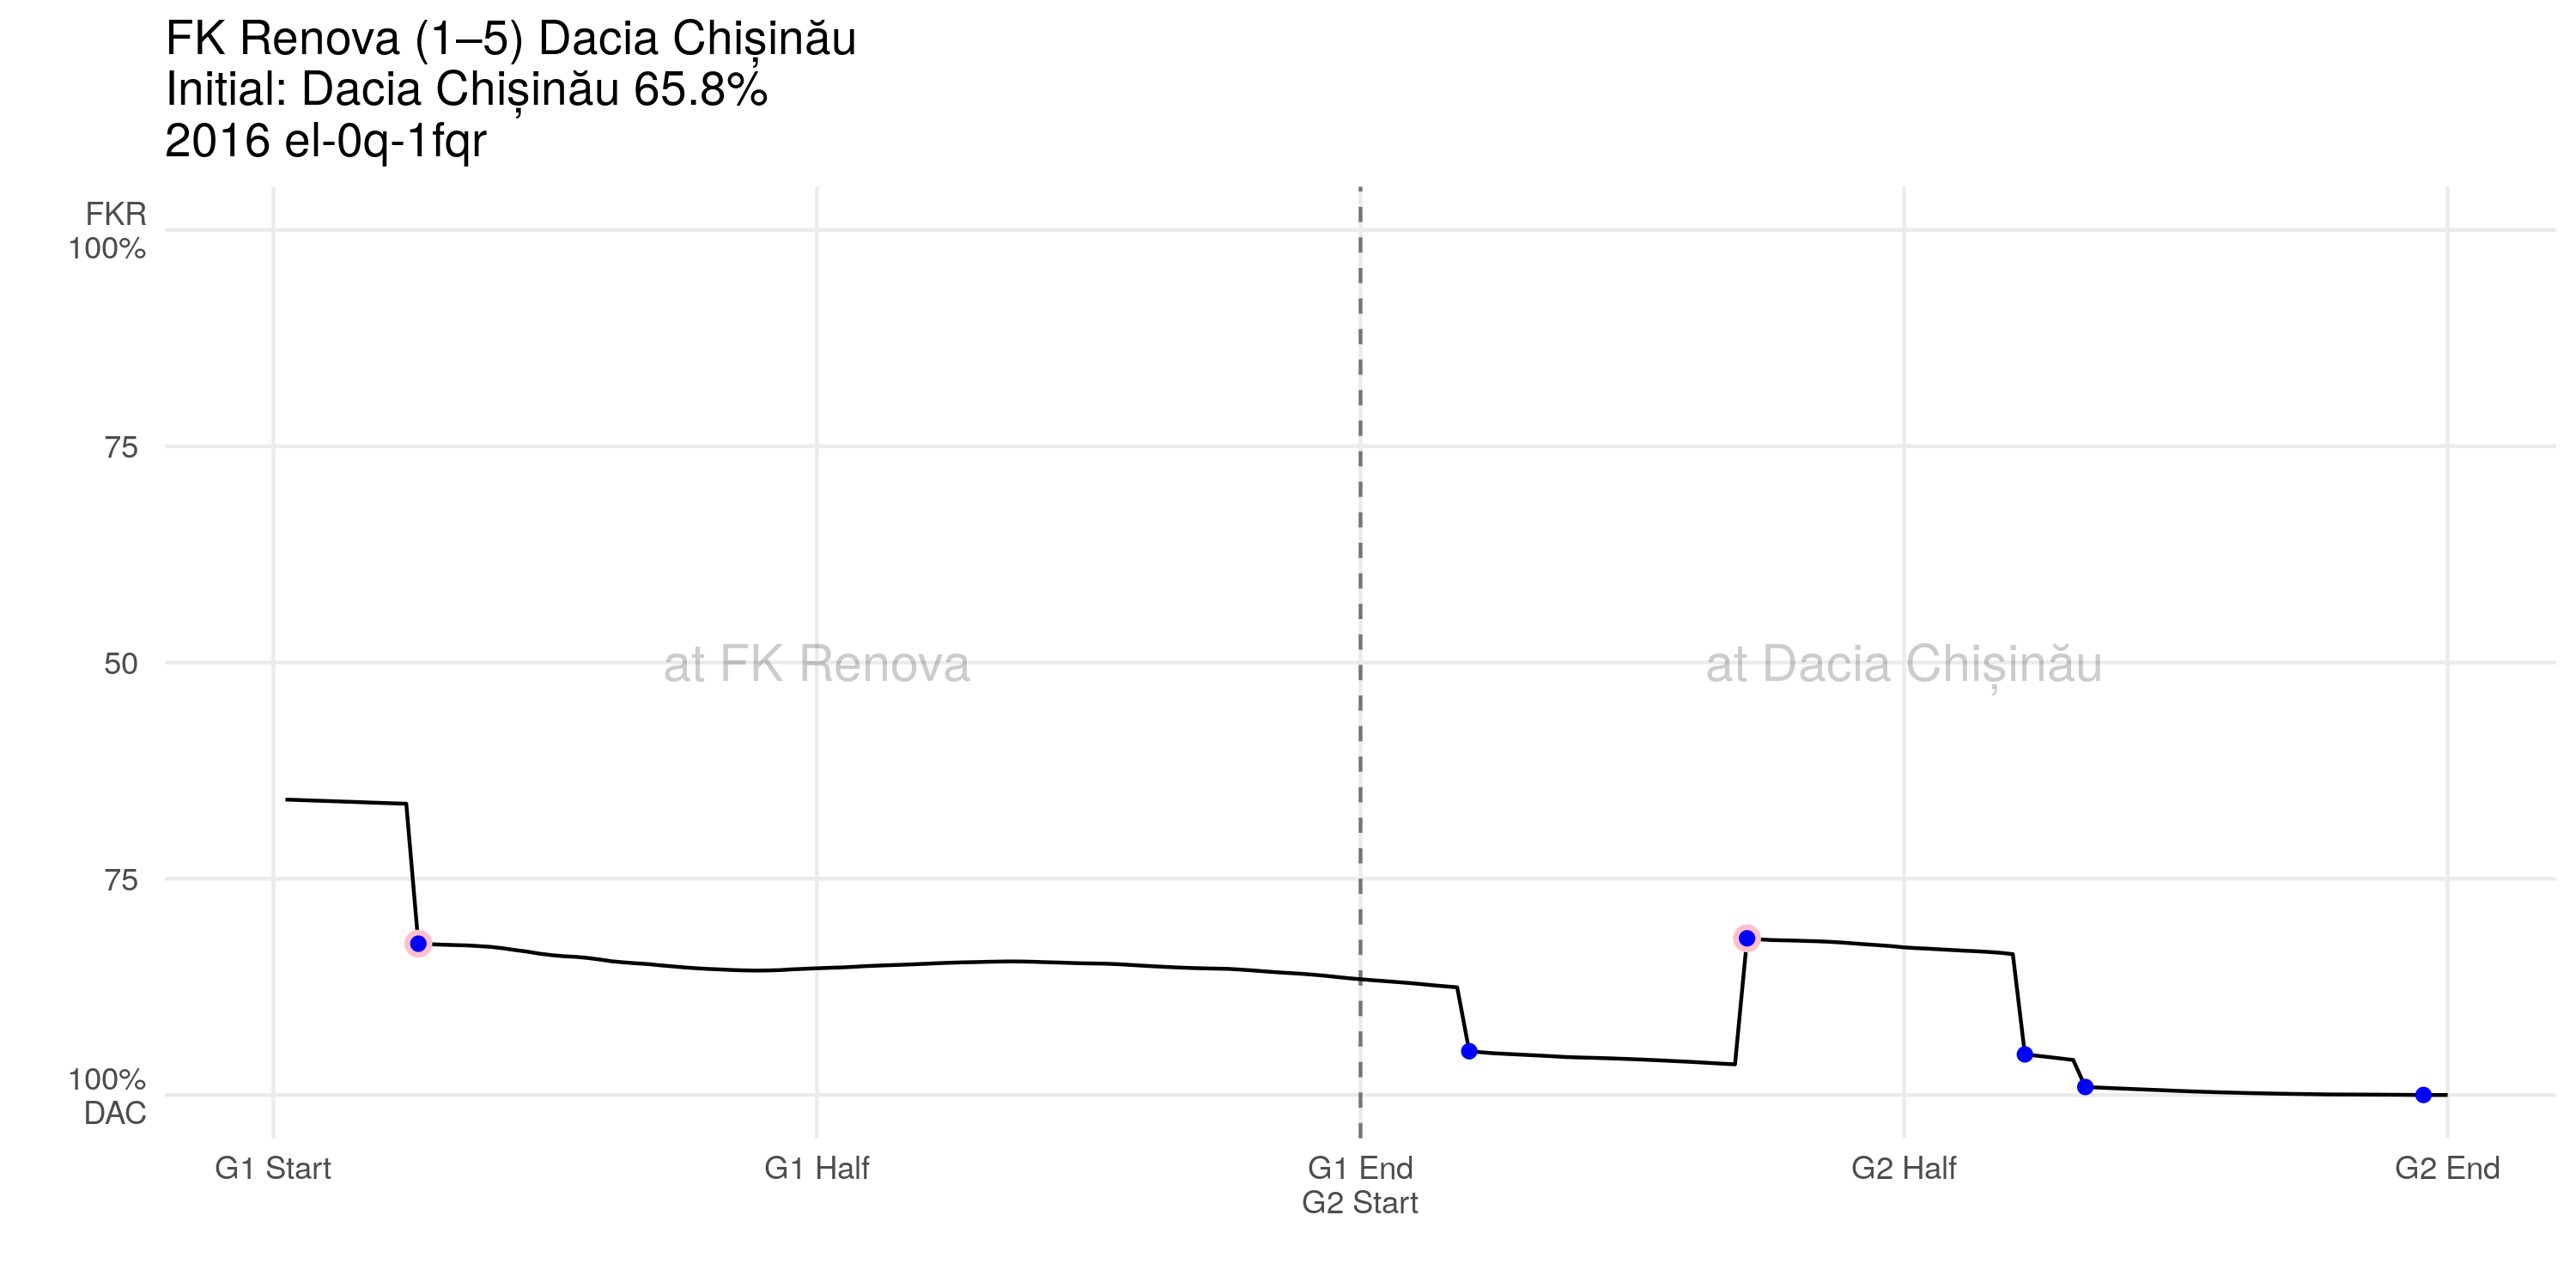 FK Renova (1–5) Dacia Chișinău
Initial: Dacia Chișinău 65.8%
2016 el-0q-1fqr
FKR
100%
75
50
75
100%
DAC
at FK Renova
at Dacia Chișinău
G1 Start
G1 Half
G1 End
G2 Start
G2 Half
G2 End